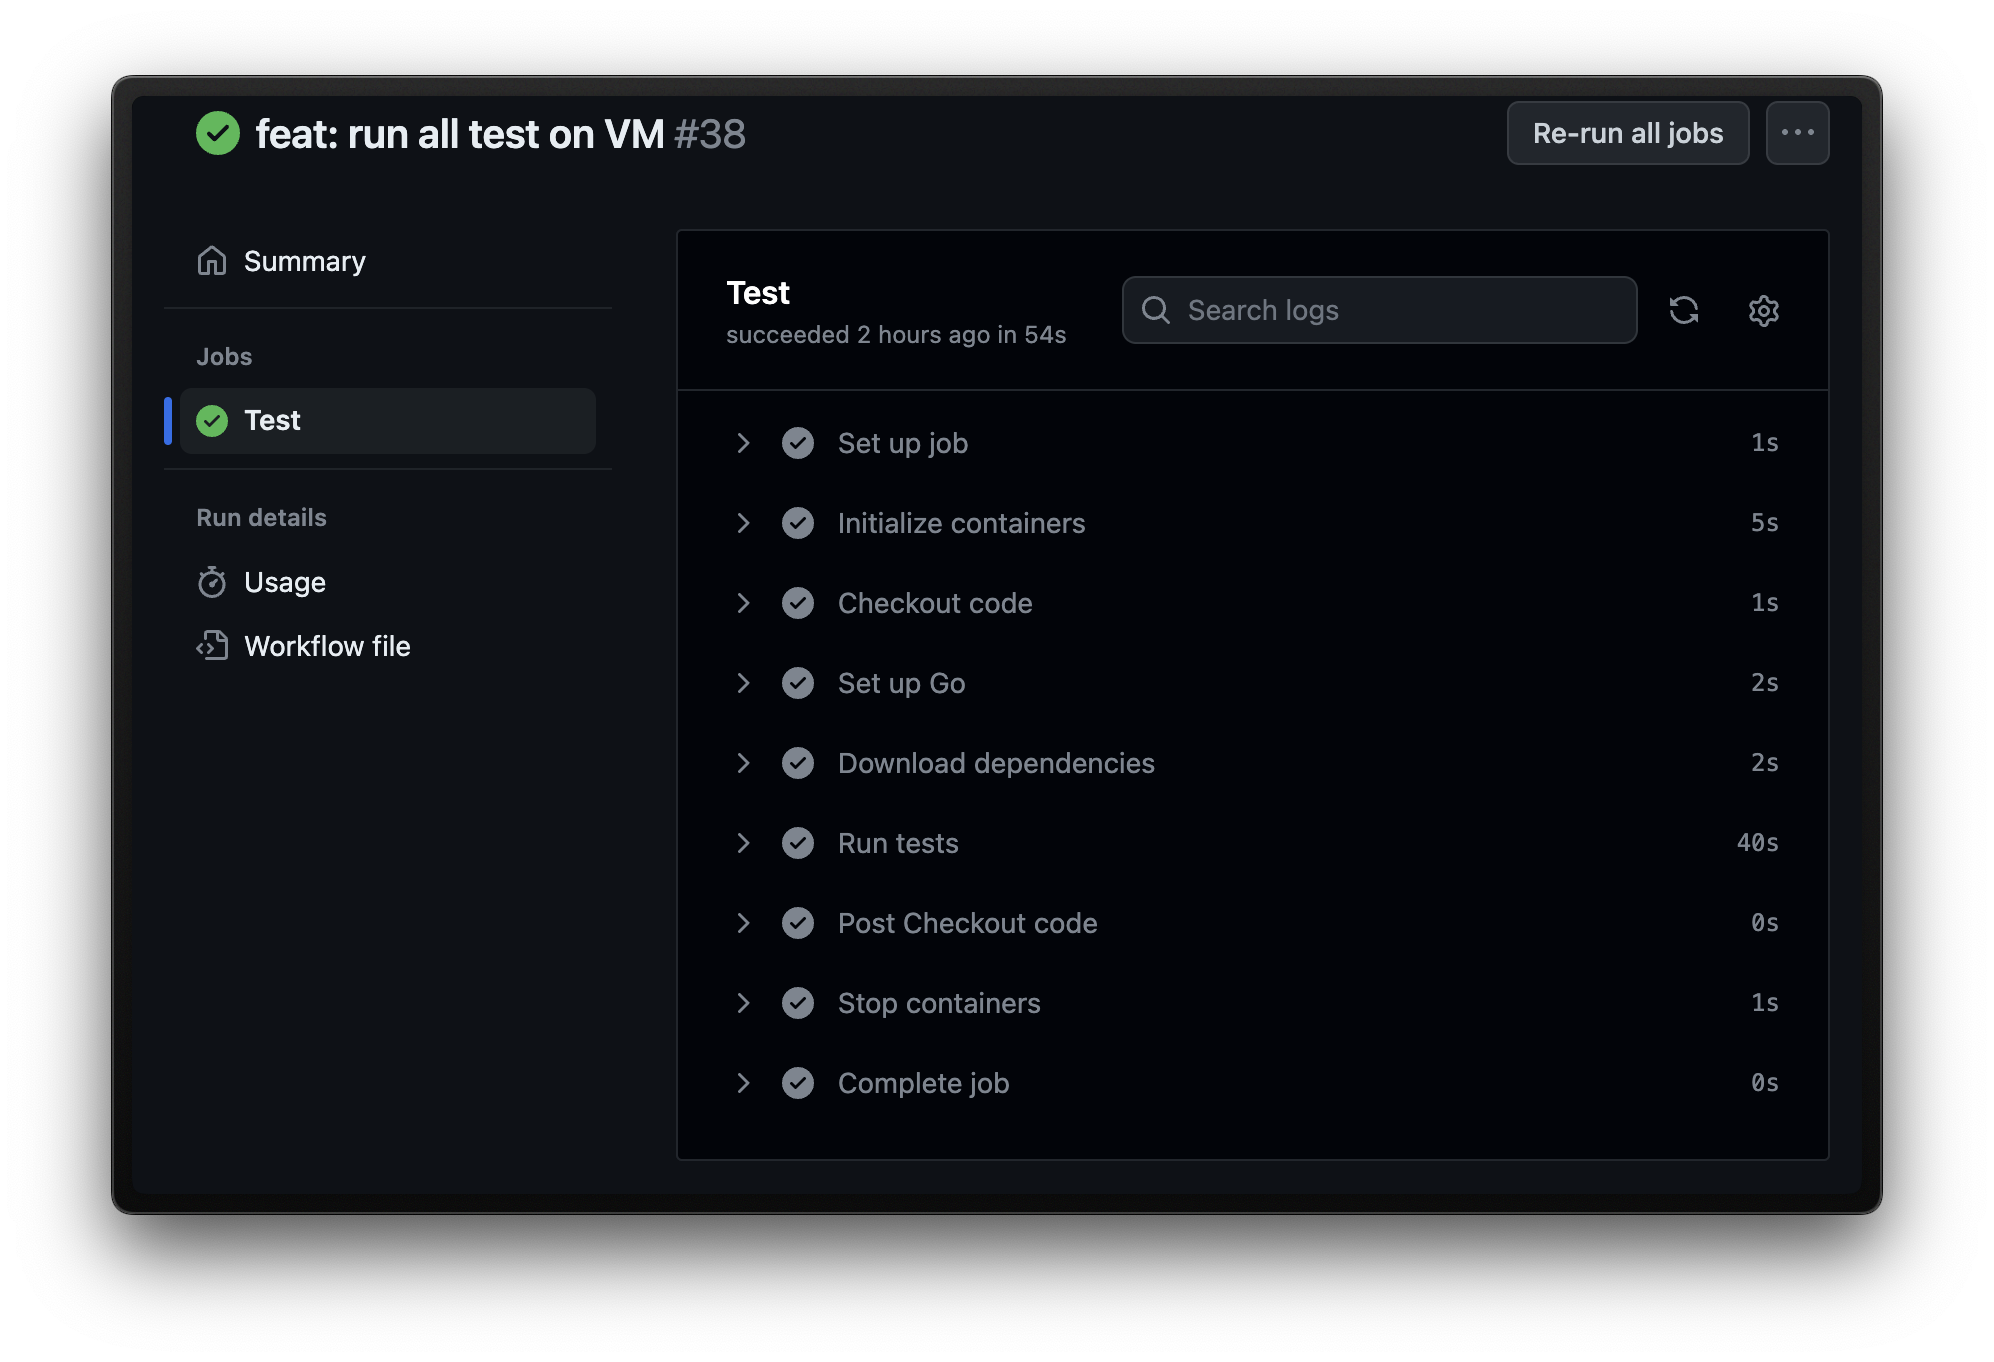 feat: run all test on VM #38
Re-run all jobs
Summary
Jobs
Test
Run details
Usage
Workflow file
Test
succeeded 2 hours ago in 54s
Search logs
Set up job 1s
Initialize containers 5s
Checkout code 1s
Set up Go 2s
Download dependencies 2s
Run tests 40s
Post Checkout code 0s
Stop containers 1s
Complete job 0s